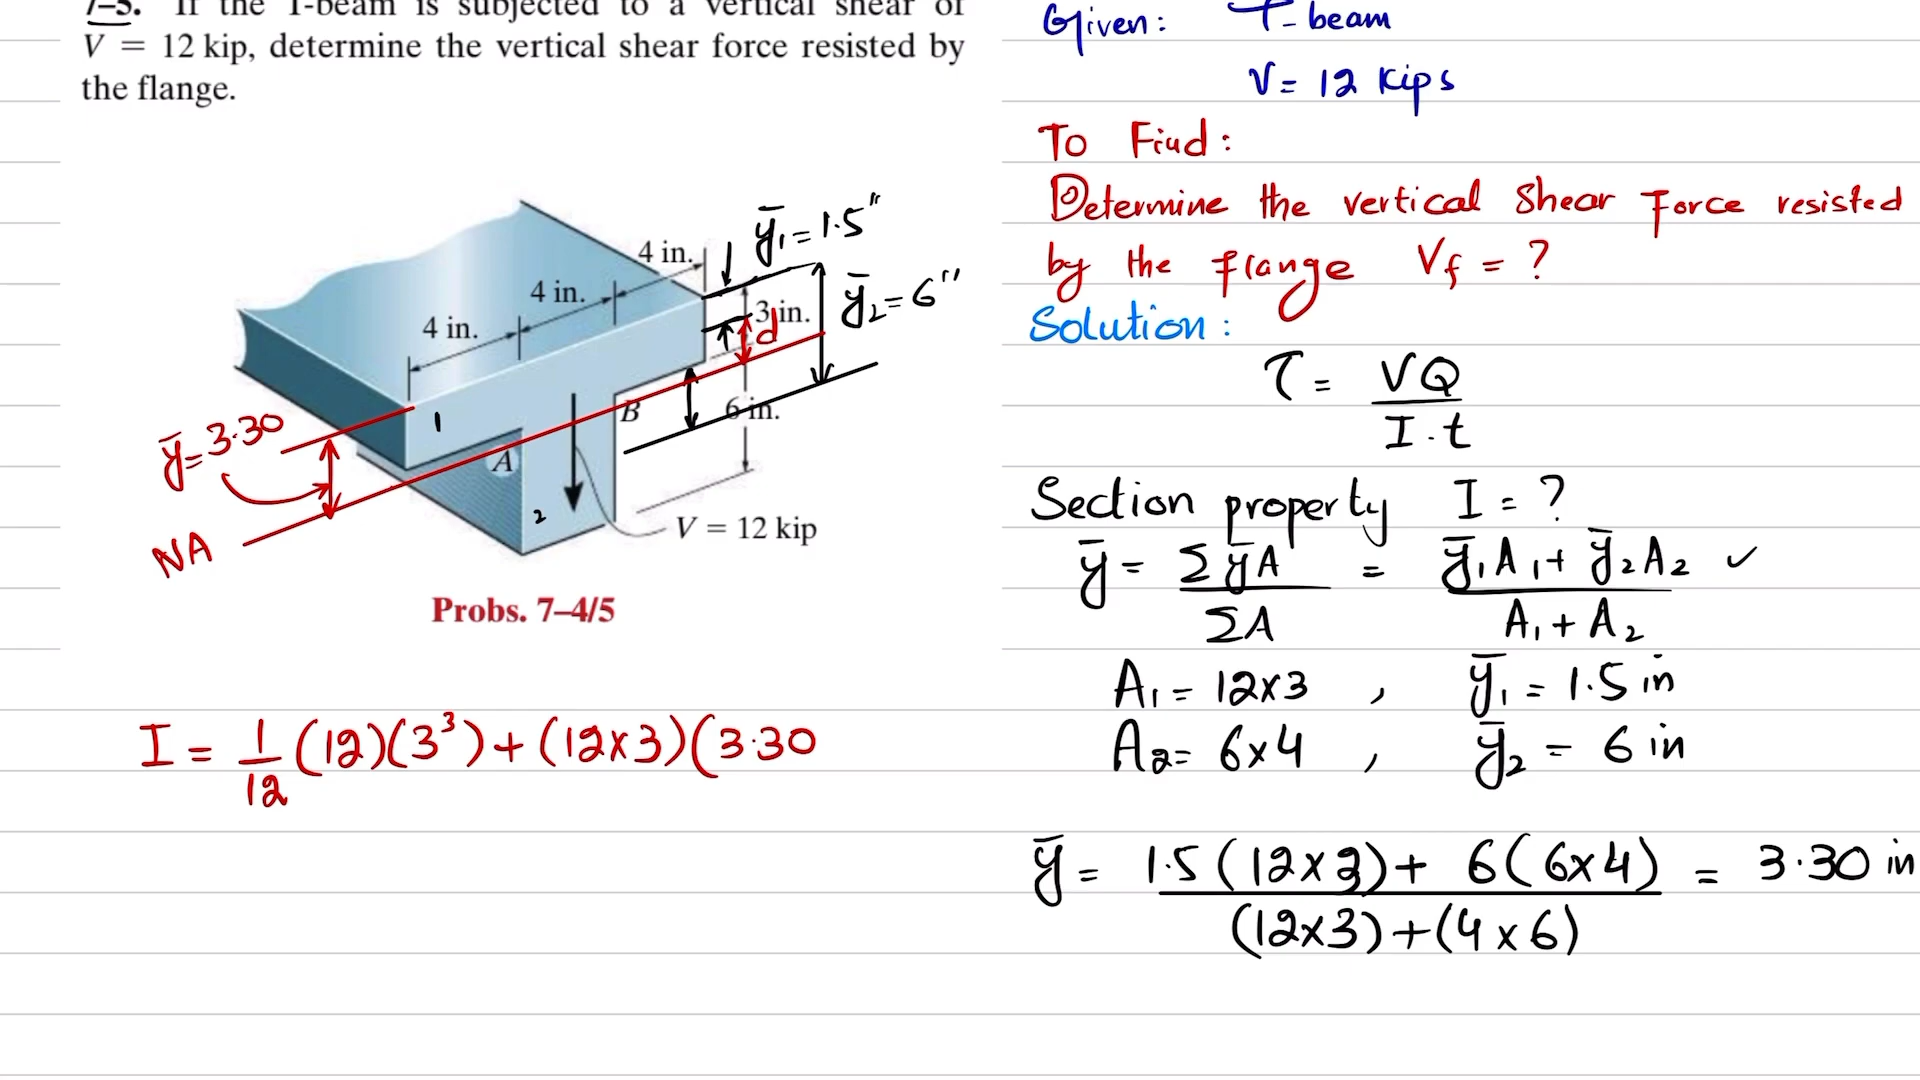 7–5. If the T-beam is subjected to a vertical shear of
V = 12 kip, determine the vertical shear force resisted by
the flange.
4 in.
4 in.
4 in.
3 in.
6 in.
ȳ₁ = 1.5"
ȳ₂ = 6"
d
1
A
B
2
ȳ = 3.30
NA
V = 12 kip
Probs. 7–4/5
I = 1/12 (12)(3³) + (12×3)(3.30
Given: T-beam
V = 12 Kips
To Find:
Determine the vertical Shear Force resisted
by the flange Vf = ?
Solution:
τ = VQ / I.t
Section property I = ?
ȳ = ΣȳA / ΣA = ȳ₁A₁ + ȳ₂A₂ / A₁ + A₂ ✓
A₁ = 12×3 , ȳ₁ = 1.5 in
A₂ = 6×4 , ȳ₂ = 6 in
ȳ = 1.5(12×3) + 6(6×4) / (12×3)+(4×6) = 3.30 in